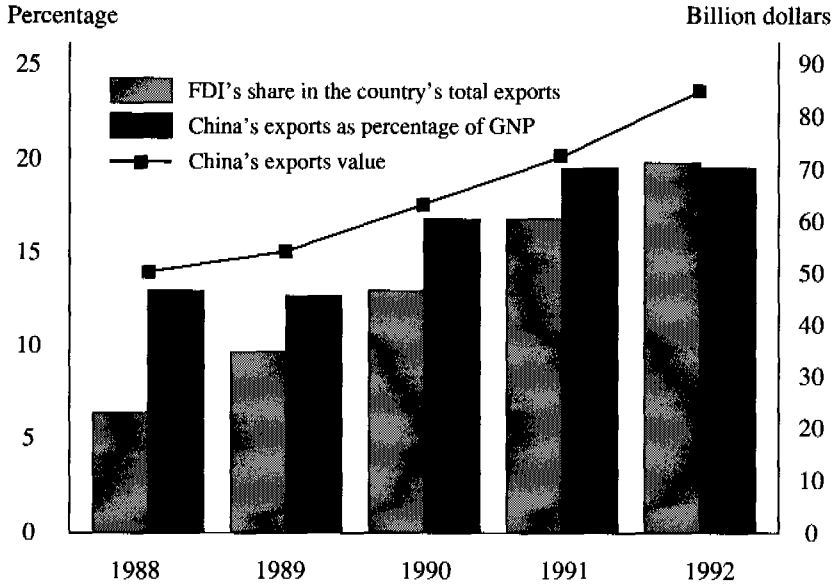 Percentage
Billion dollars
25
20
15
10
5
0
FDI's share in the country's total exports
China's exports as percentage of GNP
China's exports value
90
80
70
60
50
40
30
20
10
0
1988 1989 1990 1991 1992